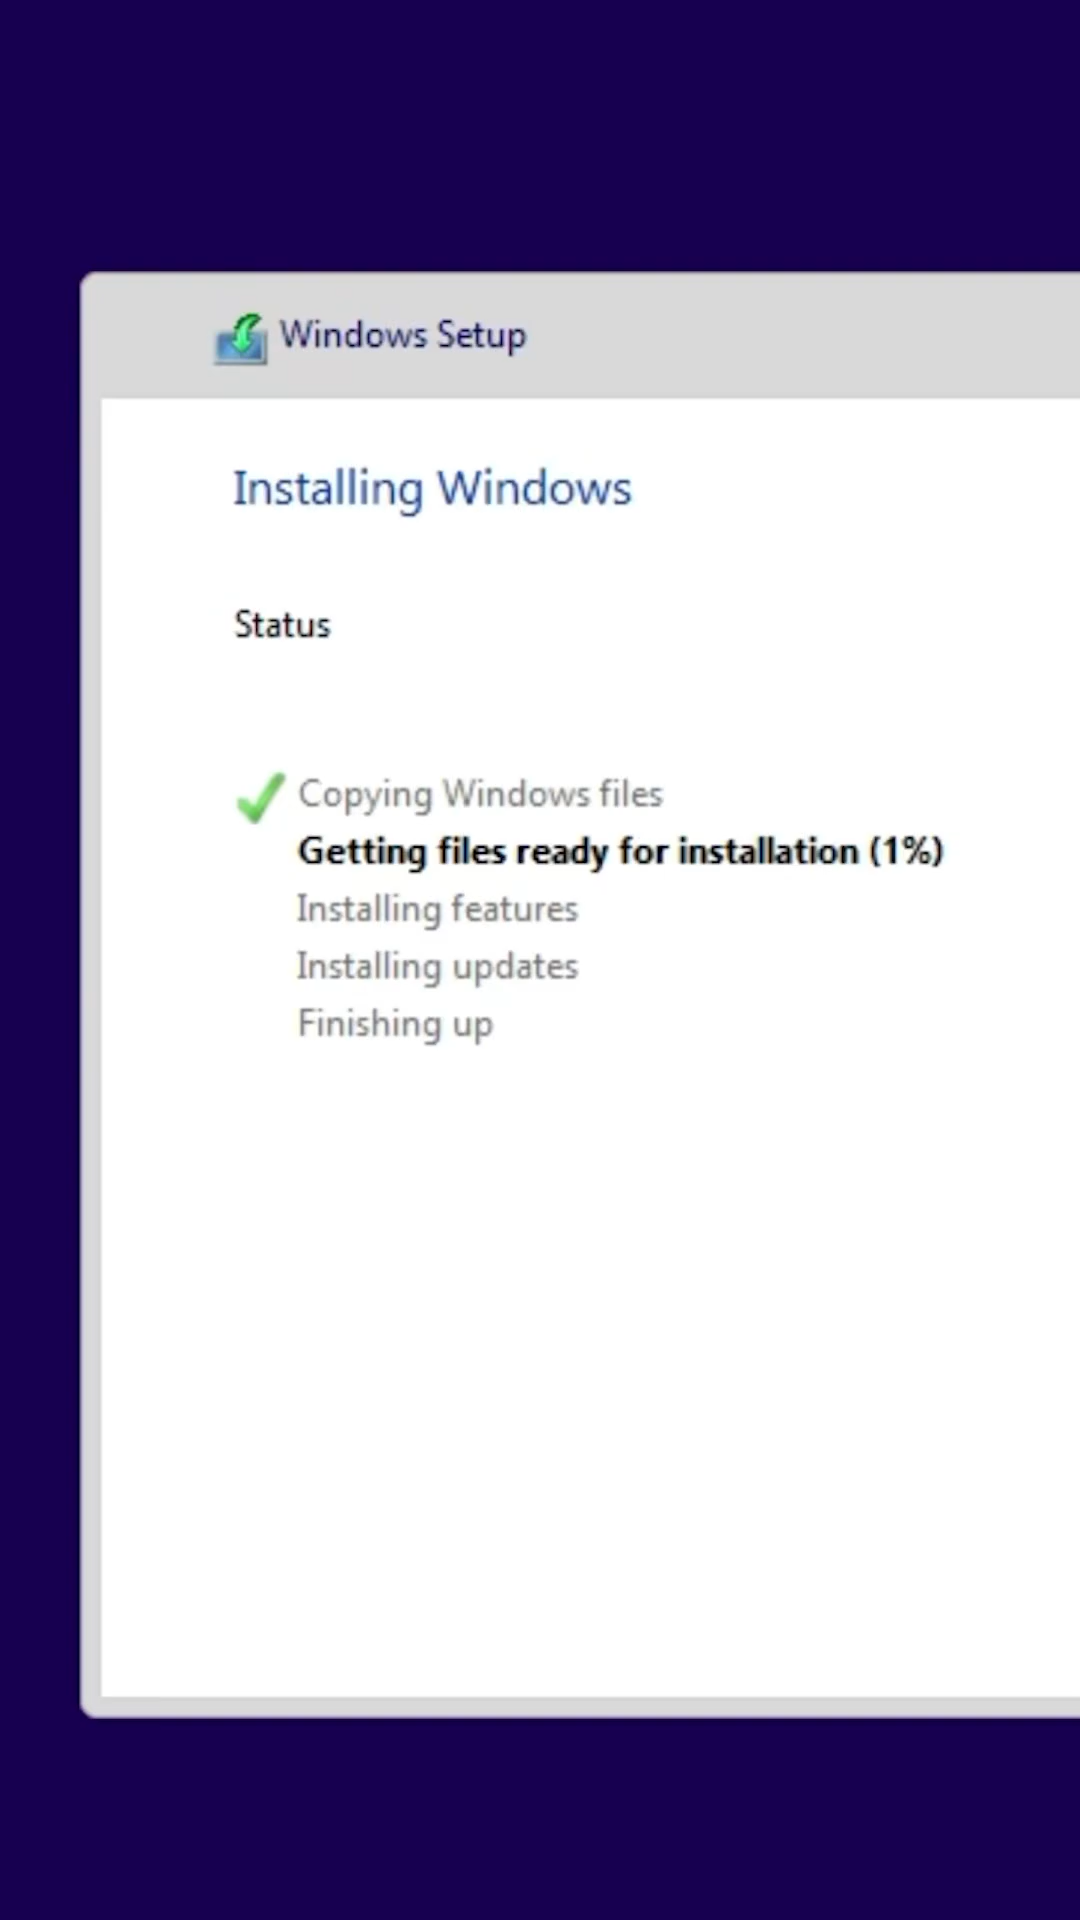 Windows Setup
Installing Windows
Status
Copying Windows files
Getting files ready for installation (1%)
Installing features
Installing updates
Finishing up